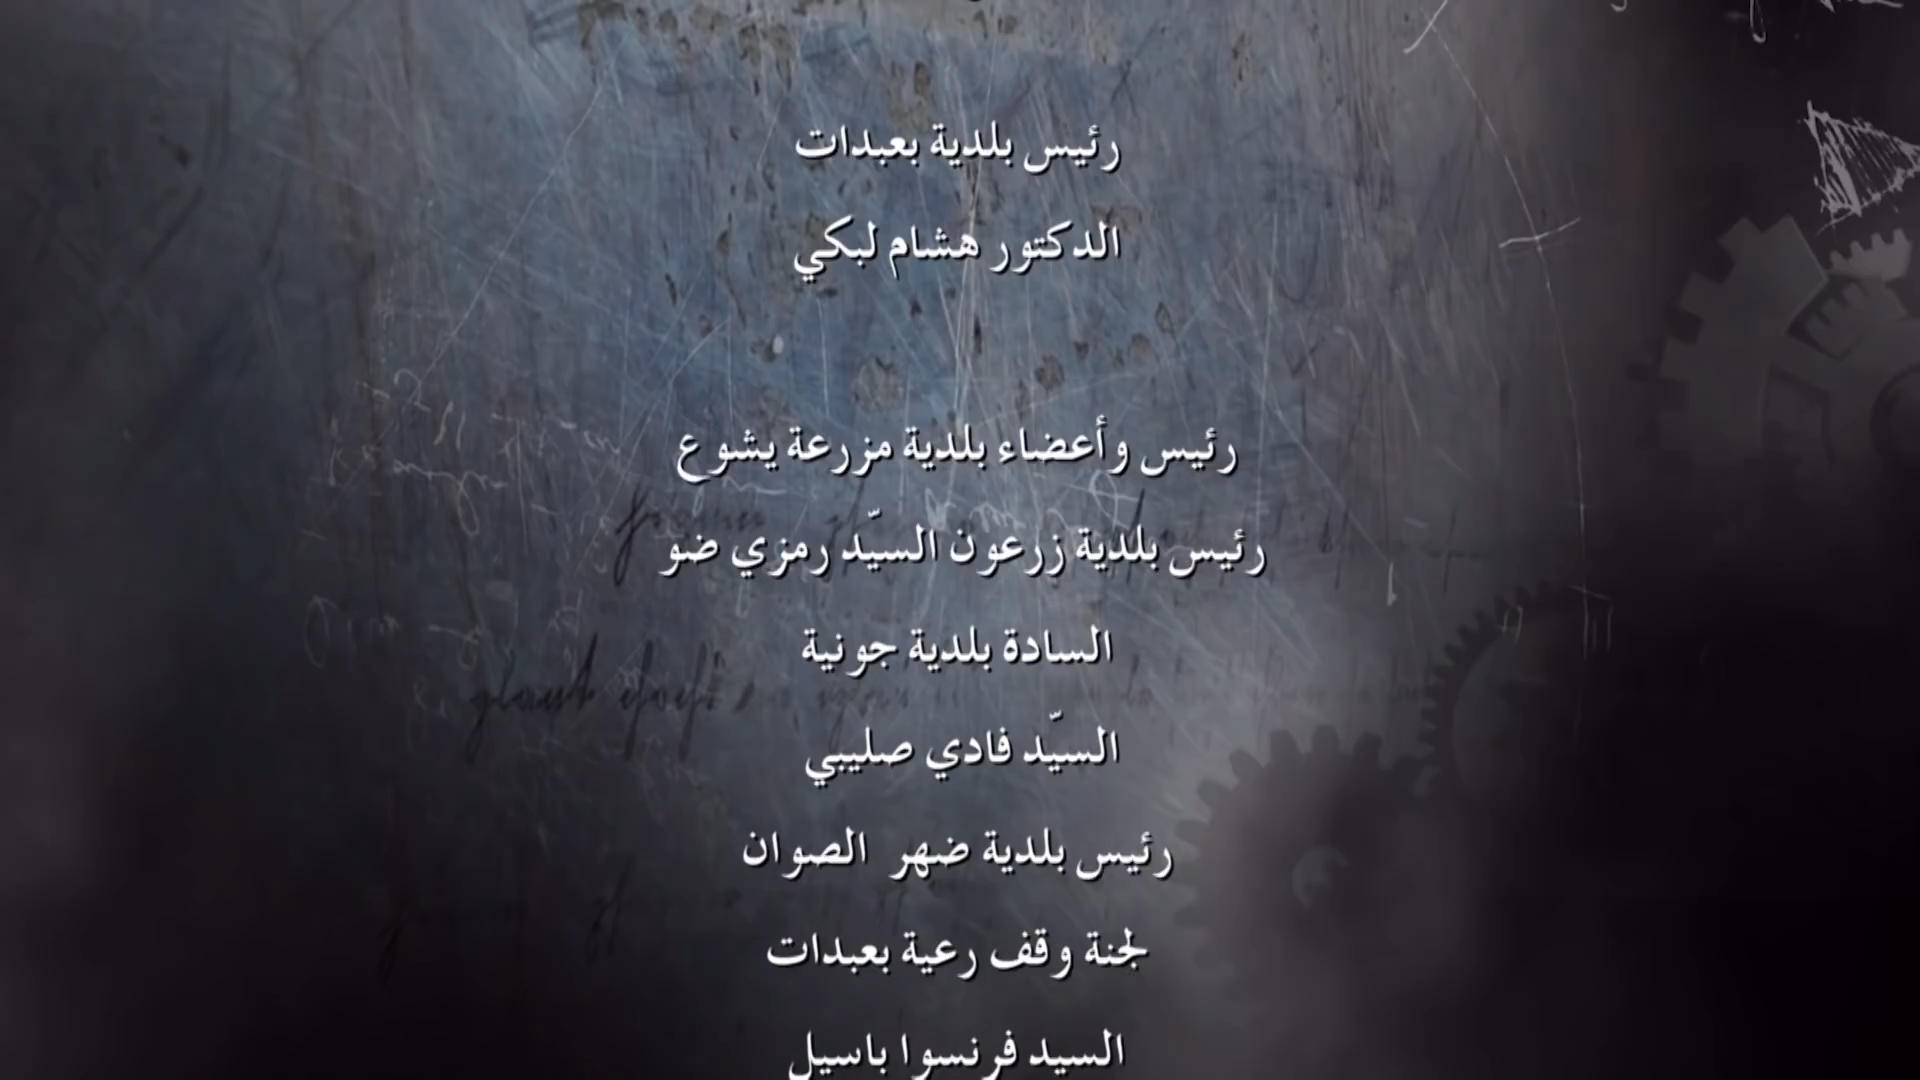 رئيس بلدية بعبدات
الدكتور هشام لبكي
رئيس وأعضاء بلدية مزرعة يشوع
رئيس بلدية زرعون السيّد رمزي ضو
السادة بلدية جونية
السيّد فادي صليبي
رئيس بلدية ضهر الصوان
لجنة وقف رعية بعبدات
السيد فرنسوا باسيل